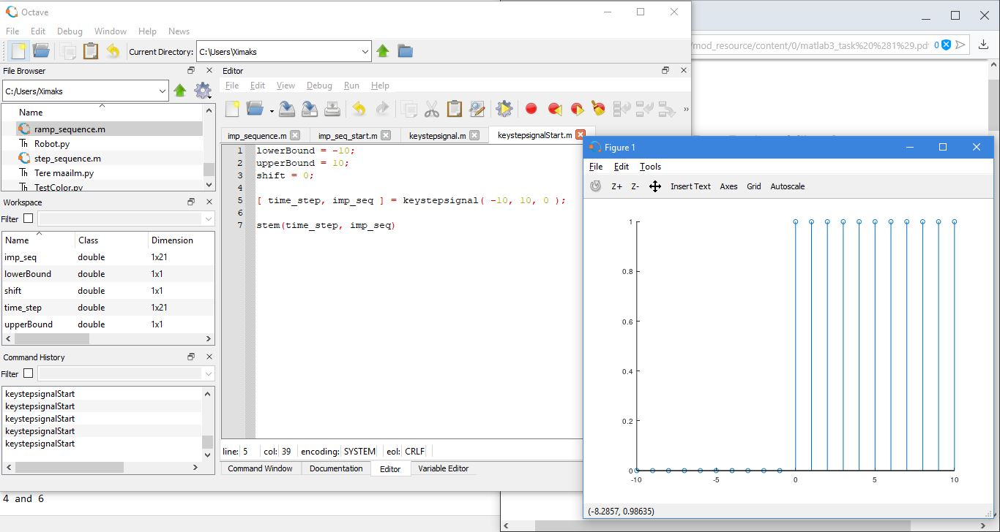 Octave
File Edit Debug Window Help News
Current Directory: C:\Users\Ximaks
/mod_resource/content/0/matlab3_task%20%281%29.pdf 0
File Browser
C:/Users/Ximaks
Name
ramp_sequence.m
Robot.py
step_sequence.m
Tere maailm.py
TestColor.py
Workspace
Filter
Name Class Dimension
imp_seq double 1x21
lowerBound double 1x1
shift double 1x1
time_step double 1x21
upperBound double 1x1
Command History
Filter
keystepsignalStart
keystepsignalStart
keystepsignalStart
keystepsignalStart
keystepsignalStart
Editor
File Edit View Debug Run Help
imp_sequence.m imp_seq_start.m keystepsignal.m keystepsignalStart.m
1 lowerBound = -10;
2 upperBound = 10;
3 shift = 0;
4
5 [ time_step, imp_seq ] = keystepsignal( -10, 10, 0 );
6
7 stem(time_step, imp_seq)
line: 5 col: 39 encoding: SYSTEM eol: CRLF
Command Window Documentation Editor Variable Editor
4 and 6
Figure 1
File Edit Tools
Z+ Z- Insert Text Axes Grid Autoscale
1
0.8
0.6
0.4
0.2
0
-10 -5 0 5 10
(-8.2857, 0.98635)